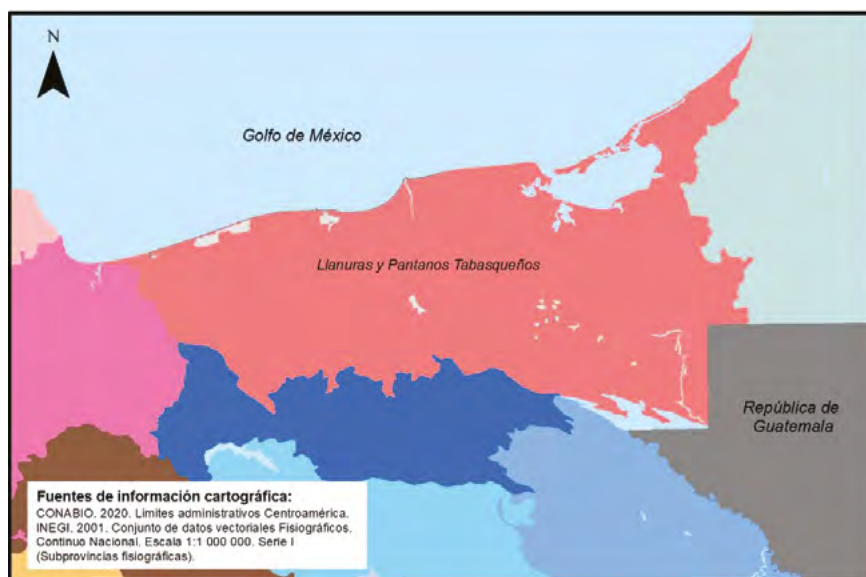 N
Golfo de México
Llanuras y Pantanos Tabasqueños
República de
Guatemala
Fuentes de información cartográfica:
CONABIO. 2020. Limites administrativos Centroamérica.
INEGI. 2001. Conjunto de datos vectoriales Fisiográficos.
Continuo Nacional. Escala 1:1 000 000. Serie I
(Subprovincias fisiográficas).